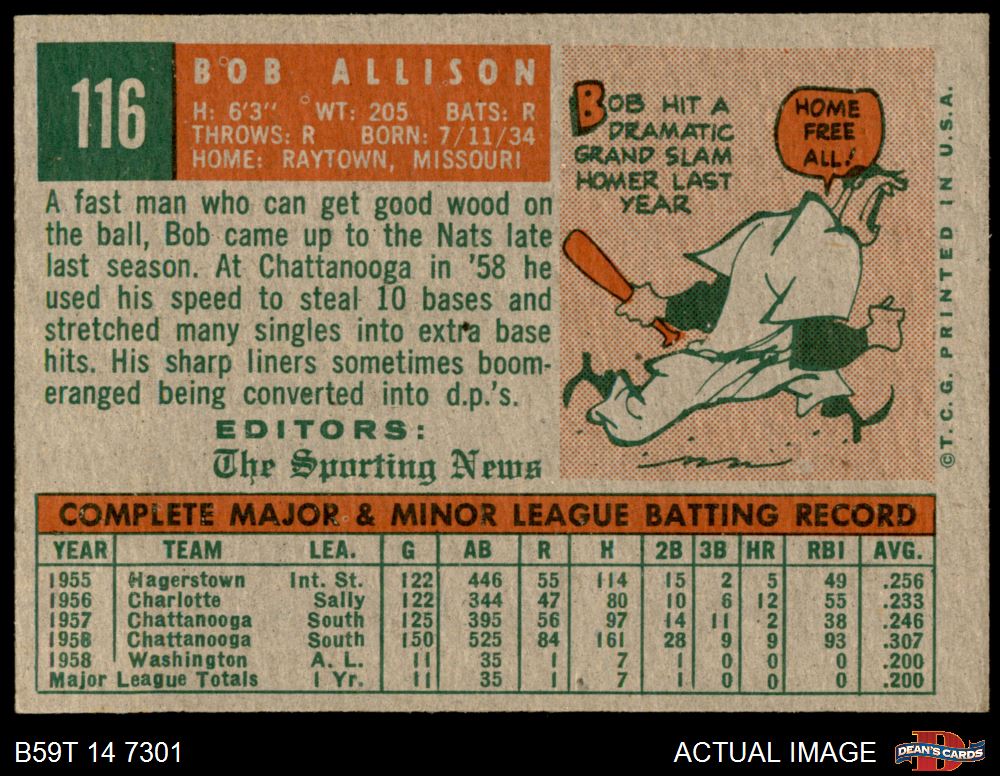 116
BOB ALLISON
H: 6'3" WT: 205 BATS: R
THROWS: R BORN: 7/11/34
HOME: RAYTOWN, MISSOURI
A fast man who can get good wood on
the ball, Bob came up to the Nats late
last season. At Chattanooga in '58 he
used his speed to steal 10 bases and
stretched many singles into extra base
hits. His sharp liners sometimes boom-
eranged being converted into d.p.'s.
EDITORS:
The Sporting News
BOB HIT A
DRAMATIC
GRAND SLAM
HOMER LAST
YEAR
HOME
FREE
ALL!
© T. C. G. PRINTED IN U.S.A.
COMPLETE MAJOR & MINOR LEAGUE BATTING RECORD
YEAR TEAM LEA. G AB R H 2B 3B HR RBI AVG.
1955 Hagerstown Int. St. 122 446 55 114 15 2 5 49 .256
1956 Charlotte Sally 122 344 47 80 10 6 12 55 .233
1957 Chattanooga South 125 395 56 97 14 11 2 38 .246
1958 Chattanooga South 150 525 84 161 28 9 9 93 .307
1958 Washington A. L. 11 35 1 7 1 0 0 0 .200
Major League Totals 1 Yr. 11 35 1 7 1 0 0 0 .200
B59T 14 7301
ACTUAL IMAGE
DEAN'S CARDS